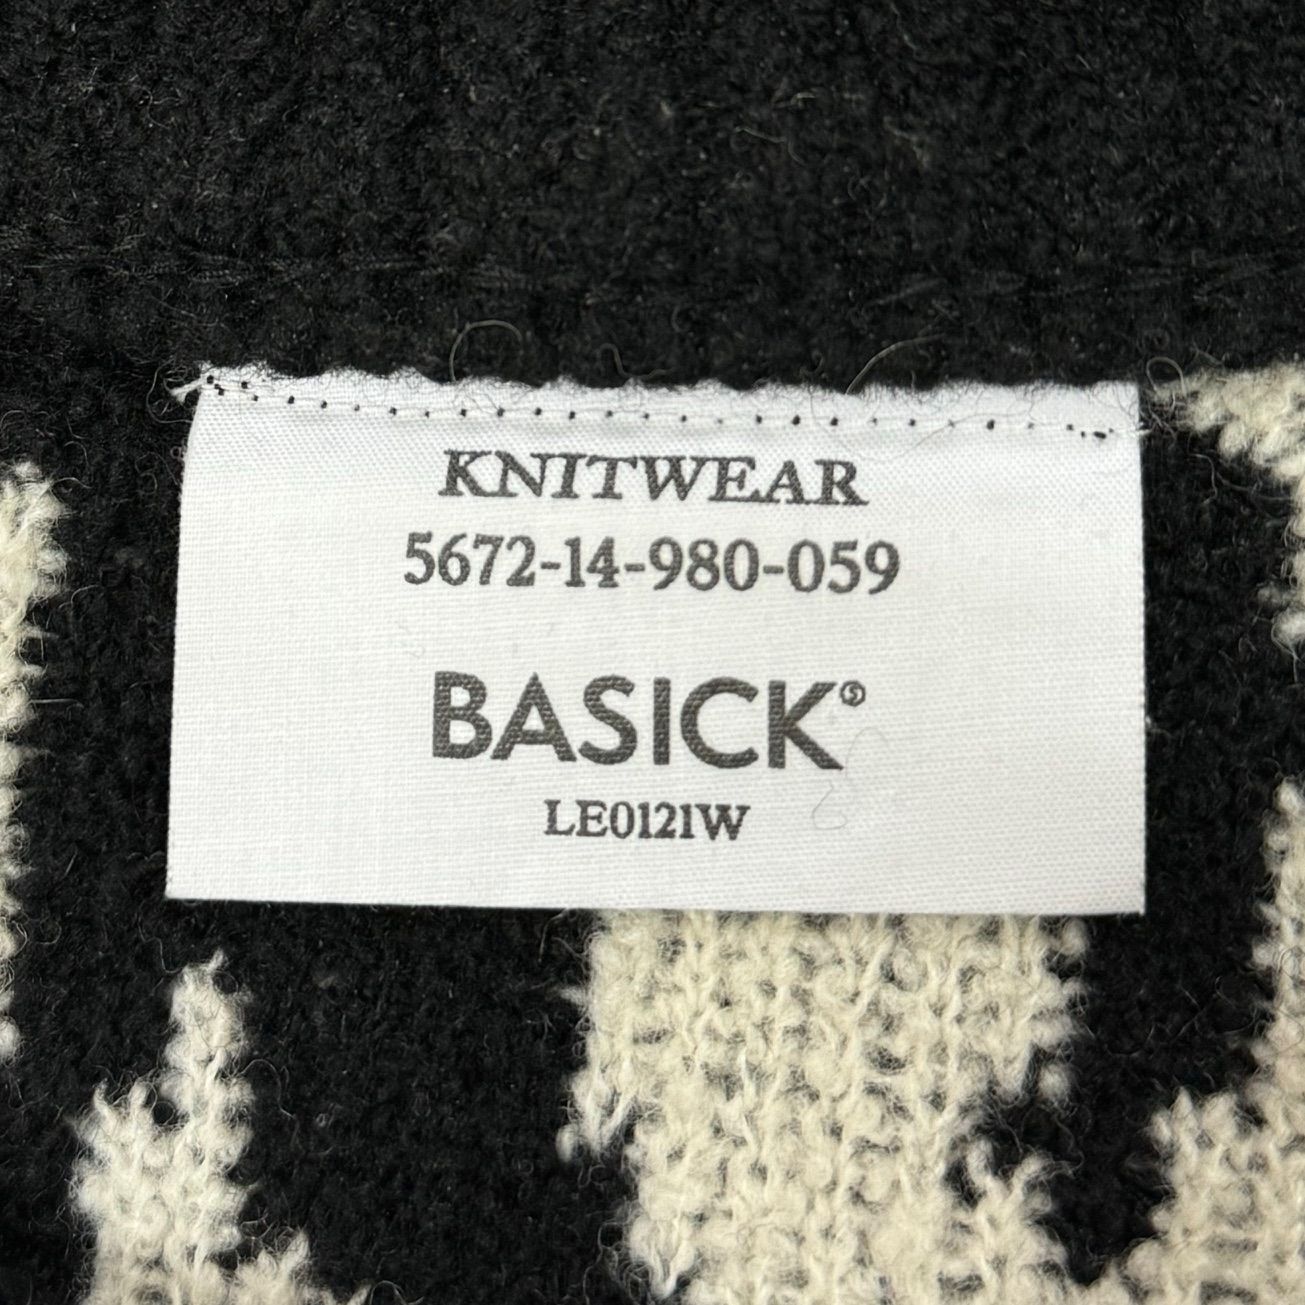 KNITWEAR
5672-14-980-059
BASICK Ⓢ
LE0121W